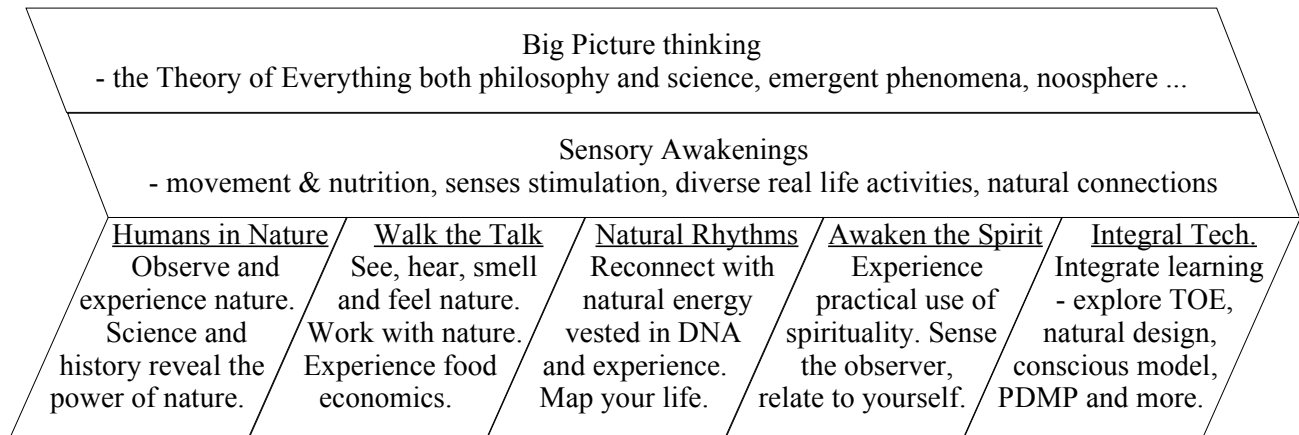 Big Picture thinking
- the Theory of Everything both philosophy and science, emergent phenomena, noosphere ...
Sensory Awakenings
- movement & nutrition, senses stimulation, diverse real life activities, natural connections
Humans in Nature
Observe and
experience nature.
Science and
history reveal the
power of nature.
Walk the Talk
See, hear, smell
and feel nature.
Work with nature.
Experience food
economics.
Natural Rhythms
Reconnect with
natural energy
vested in DNA
and experience.
Map your life.
Awaken the Spirit
Experience
practical use of
spirituality. Sense
the observer,
relate to yourself.
Integral Tech.
Integrate learning
- explore TOE,
natural design,
conscious model,
PDMP and more.